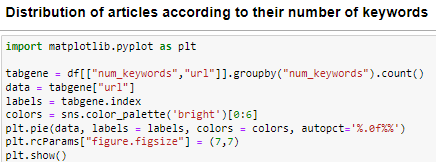 Distribution of articles according to their number of keywords
import matplotlib.pyplot as plt
tabgene = df[["num_keywords","url"]].groupby("num_keywords").count()
data = tabgene["url"]
labels = tabgene.index
colors = sns.color_palette('bright')[0:6]
plt.pie(data, labels = labels, colors = colors, autopct='%.0f%%')
plt.rcParams["figure.figsize"] = (7,7)
plt.show()